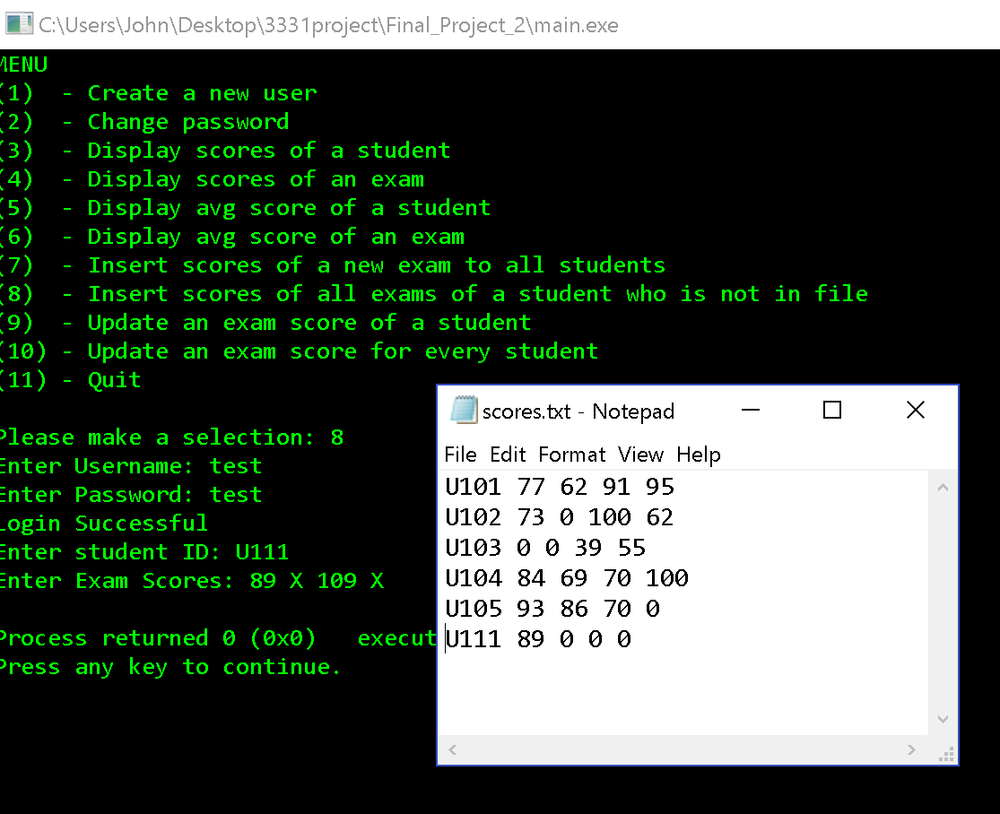 C:\Users\John\Desktop\3331project\Final_Project_2\main.exe
MENU
(1) - Create a new user
(2) - Change password
(3) - Display scores of a student
(4) - Display scores of an exam
(5) - Display avg score of a student
(6) - Display avg score of an exam
(7) - Insert scores of a new exam to all students
(8) - Insert scores of all exams of a student who is not in file
(9) - Update an exam score of a student
(10) - Update an exam score for every student
(11) - Quit
Please make a selection: 8
Enter Username: test
Enter Password: test
Login Successful
Enter student ID: U111
Enter Exam Scores: 89 X 109 X
Process returned 0 (0x0) execut
Press any key to continue.
scores.txt - Notepad
File Edit Format View Help
U101 77 62 91 95
U102 73 0 100 62
U103 0 0 39 55
U104 84 69 70 100
U105 93 86 70 0
U111 89 0 0 0